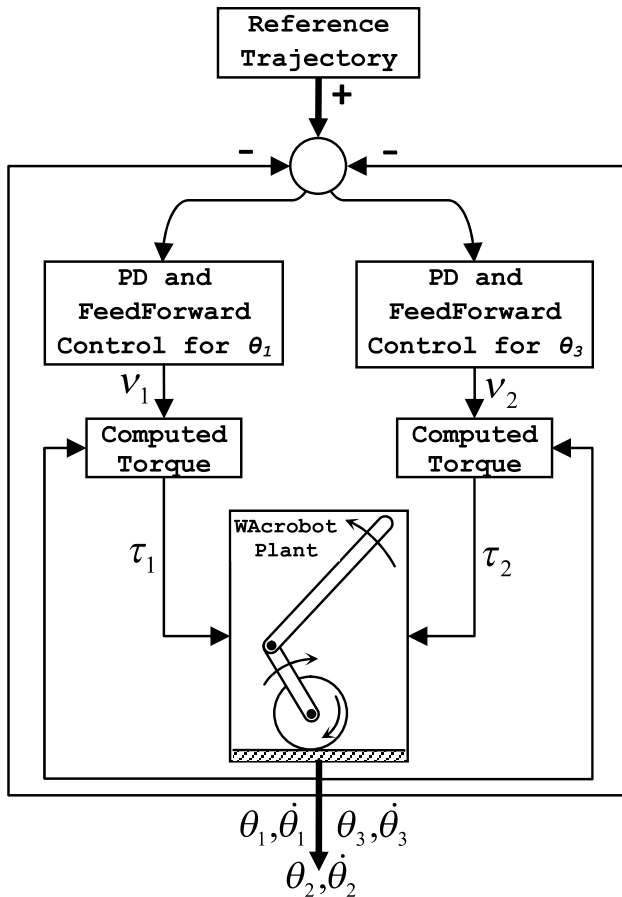 Reference
Trajectory
+
- -
PD and
FeedForward
Control for θ₁
PD and
FeedForward
Control for θ₃
ν₁
ν₂
Computed
Torque
Computed
Torque
τ₁
τ₂
WAcrobot
Plant
θ₁,θ̇₁ θ₃,θ̇₃
θ₂,θ̇₂